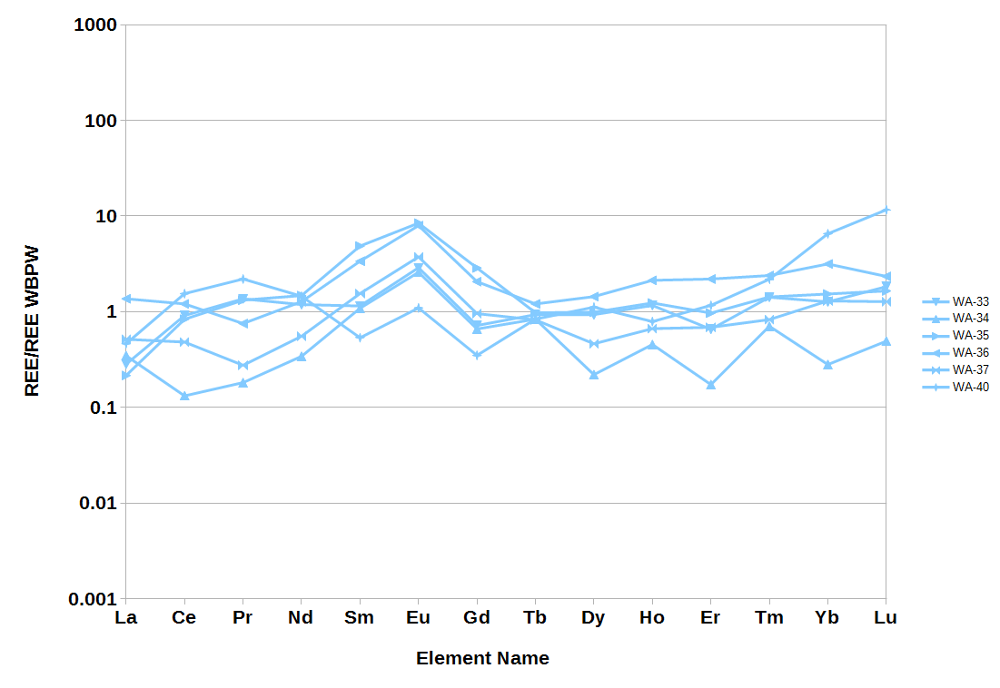 1000
100
10
1
0.1
0.01
0.001
REE/REE WBPW
La Ce Pr Nd Sm Eu Gd Tb Dy Ho Er Tm Yb Lu
Element Name
WA-33
WA-34
WA-35
WA-36
WA-37
WA-40